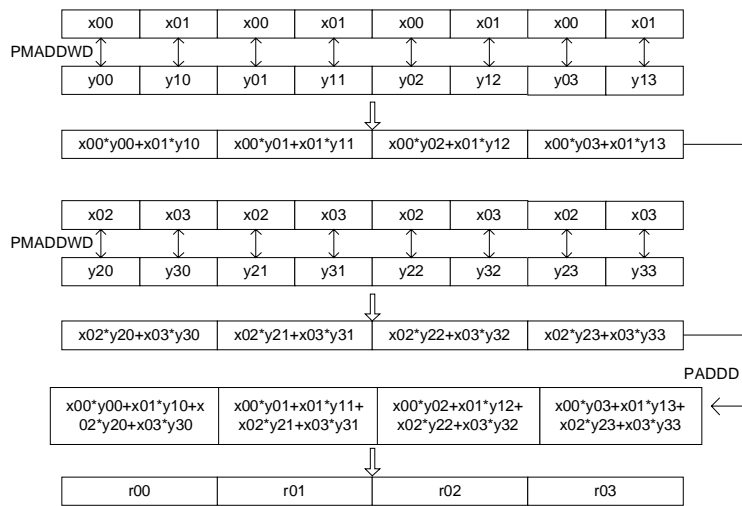 x00 x01 x00 x01 x00 x01 x00 x01
PMADDWD
y00 y10 y01 y11 y02 y12 y03 y13
x00*y00+x01*y10 x00*y01+x01*y11 x00*y02+x01*y12 x00*y03+x01*y13
x02 x03 x02 x03 x02 x03 x02 x03
PMADDWD
y20 y30 y21 y31 y22 y32 y23 y33
x02*y20+x03*y30 x02*y21+x03*y31 x02*y22+x03*y32 x02*y23+x03*y33
PADDD
x00*y00+x01*y10+x
02*y20+x03*y30
x00*y01+x01*y11+
x02*y21+x03*y31
x00*y02+x01*y12+
x02*y22+x03*y32
x00*y03+x01*y13+
x02*y23+x03*y33
r00 r01 r02 r03